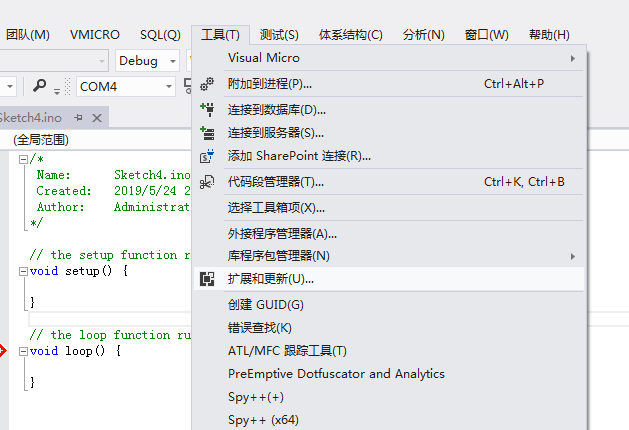 团队(M) VMICRO SQL(Q) 工具(T) 测试(S) 体系结构(C) 分析(N) 窗口(W) 帮助(H)
Debug
COM4
Sketch4.ino
(全局范围)
/*
Name: Sketch4.ino
Created: 2019/5/24 2
Author: Administrat
*/
// the setup function r
void setup() {
}
// the loop function ru
void loop() {
}
Visual Micro
附加到进程(P)... Ctrl+Alt+P
连接到数据库(D)...
连接到服务器(S)...
添加 SharePoint 连接(R)...
代码段管理器(T)... Ctrl+K, Ctrl+B
选择工具箱项(X)...
外接程序管理器(A)...
库程序包管理器(N)
扩展和更新(U)...
创建 GUID(G)
错误查找(K)
ATL/MFC 跟踪工具(T)
PreEmptive Dotfuscator and Analytics
Spy++(+)
Spy++ (x64)